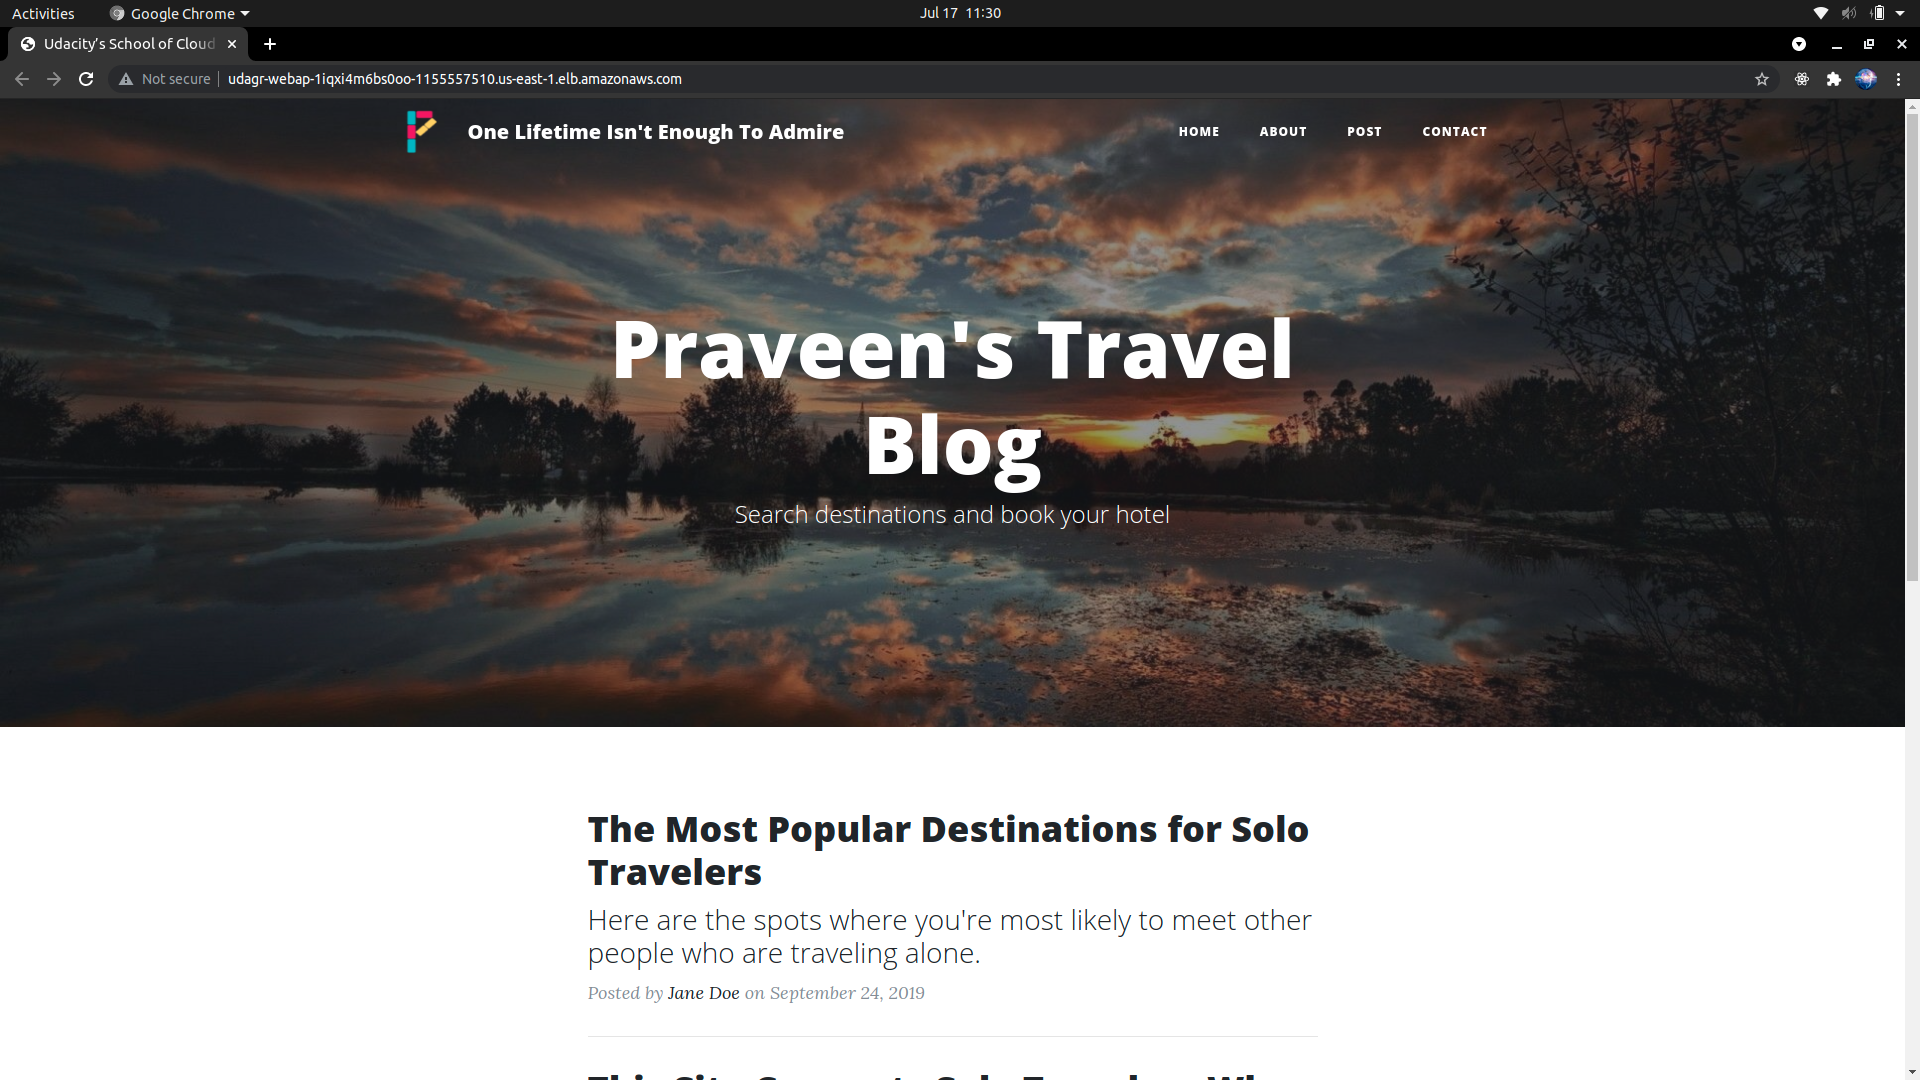 Activities
Google Chrome
Jul 17 11:30
Udacity's School of Cloud
Not secure
udagr-webap-1iqxi4m6bs0oo-1155557510.us-east-1.elb.amazonaws.com
One Lifetime Isn't Enough To Admire
HOME ABOUT POST CONTACT
Praveen's Travel
Blog
Search destinations and book your hotel
The Most Popular Destinations for Solo
Travelers
Here are the spots where you're most likely to meet other
people who are traveling alone.
Posted by Jane Doe on September 24, 2019